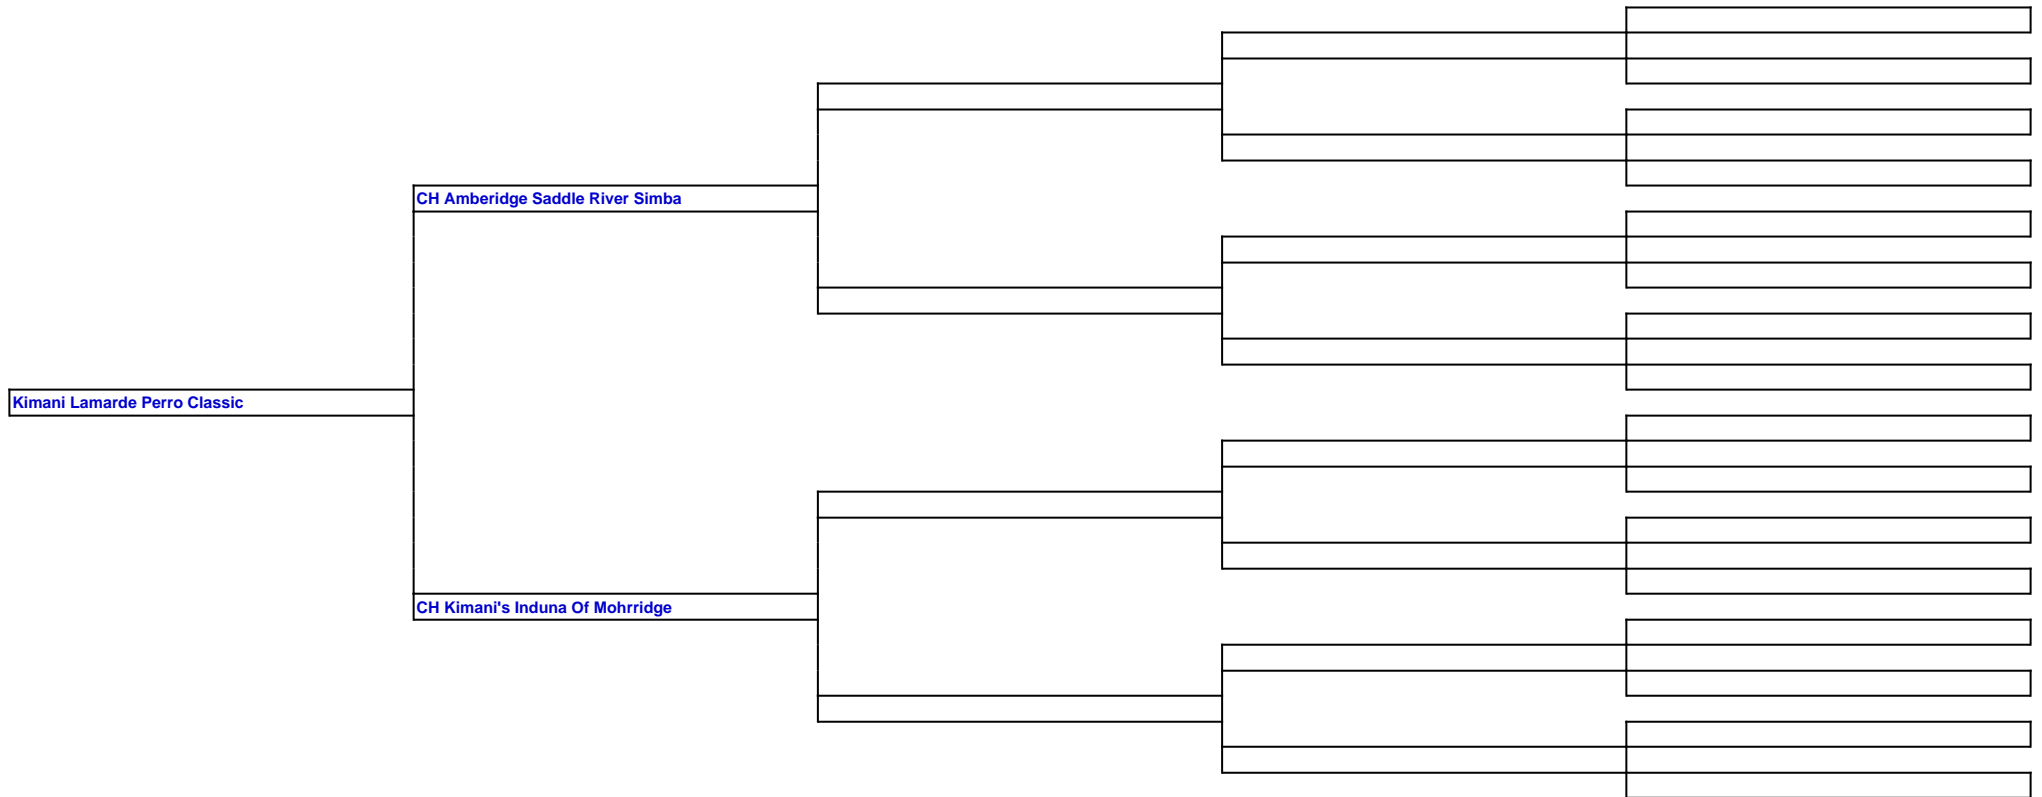 CH Amberidge Saddle River Simba
Kimani Lamarde Perro Classic
CH Kimani's Induna Of Mohrridge